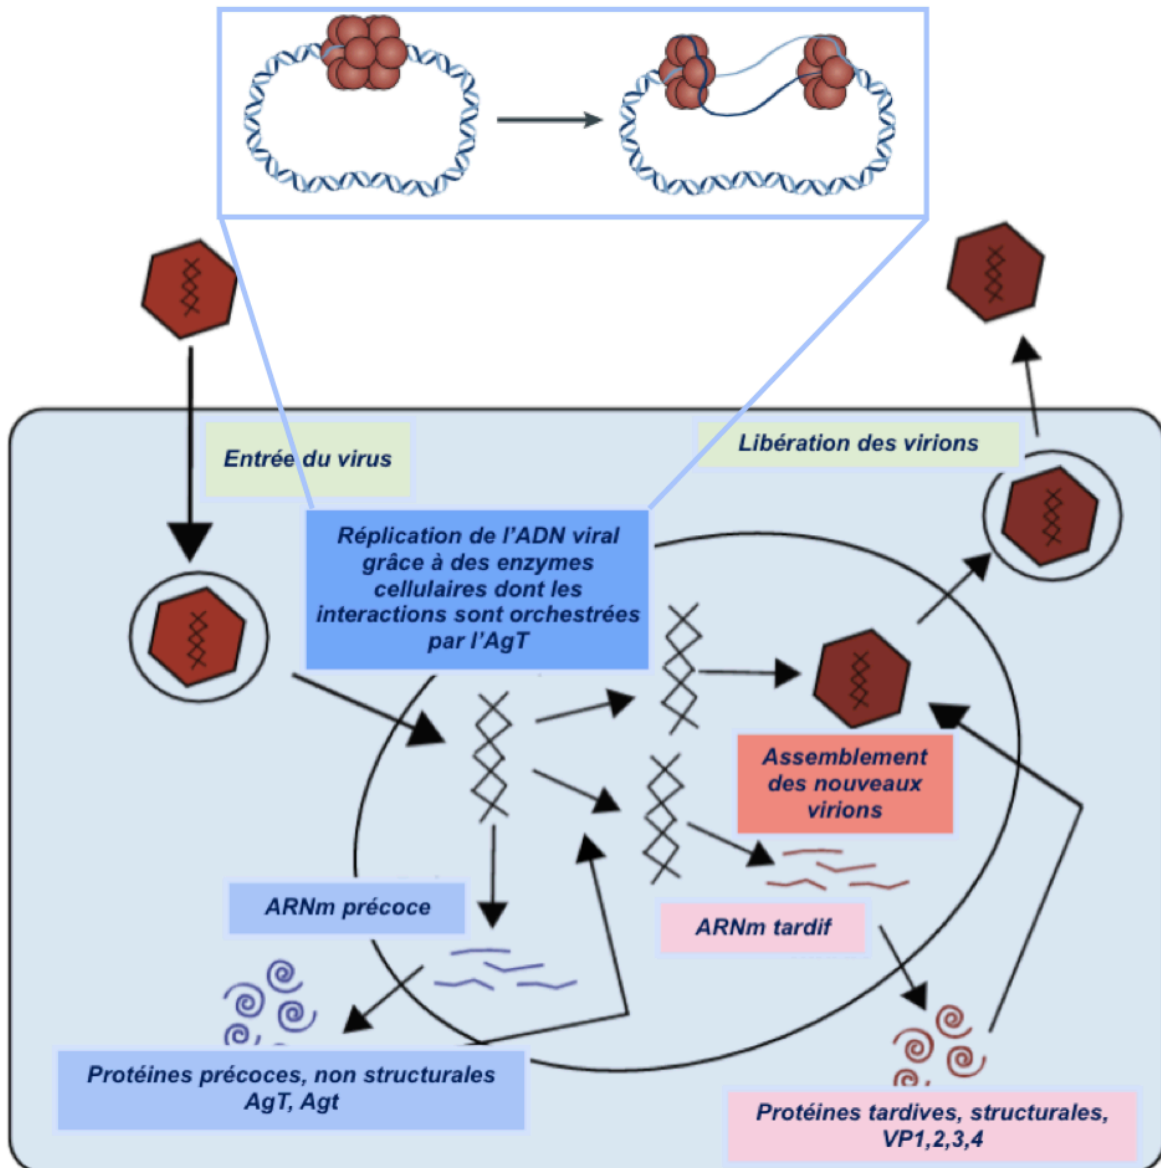 Entrée du virus
Libération des virions
Réplication de l'ADN viral
grâce à des enzymes
cellulaires dont les
interactions sont orchestrées
par l'AgT
Assemblement
des nouveaux
virions
ARNm précoce
ARNm tardif
Protéines précoces, non structurales
AgT, Agt
Protéines tardives, structurales,
VP1,2,3,4